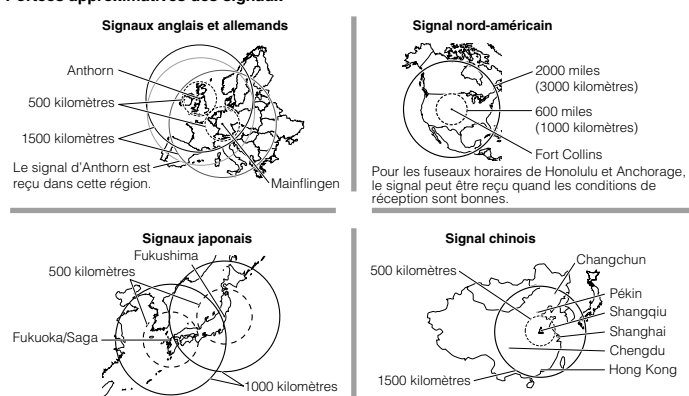 Portées approximatives des signaux
Signaux anglais et allemands
Anthorn
500 kilomètres
1500 kilomètres
Le signal d'Anthorn est
reçu dans cette région.
Mainflingen
Signal nord-américain
2000 miles
(3000 kilomètres)
600 miles
(1000 kilomètres)
Fort Collins
Pour les fuseaux horaires de Honolulu et Anchorage,
le signal peut être reçu quand les conditions de
réception sont bonnes.
Signaux japonais
Fukushima
500 kilomètres
Fukuoka/Saga
1000 kilomètres
Signal chinois
Changchun
500 kilomètres
Pékin
Shangqiu
Shanghai
Chengdu
Hong Kong
1500 kilomètres